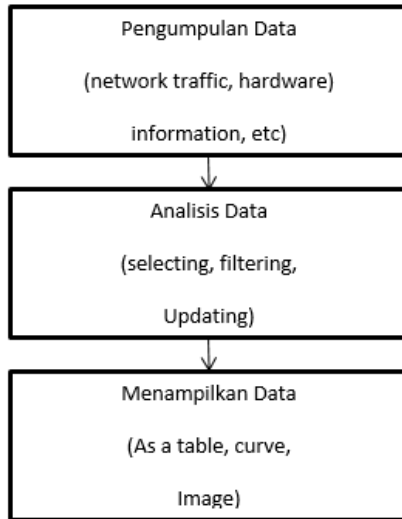 Pengumpulan Data
(network traffic, hardware)
information, etc)
Analisis Data
(selecting, filtering,
Updating)
Menampilkan Data
(As a table, curve,
Image)